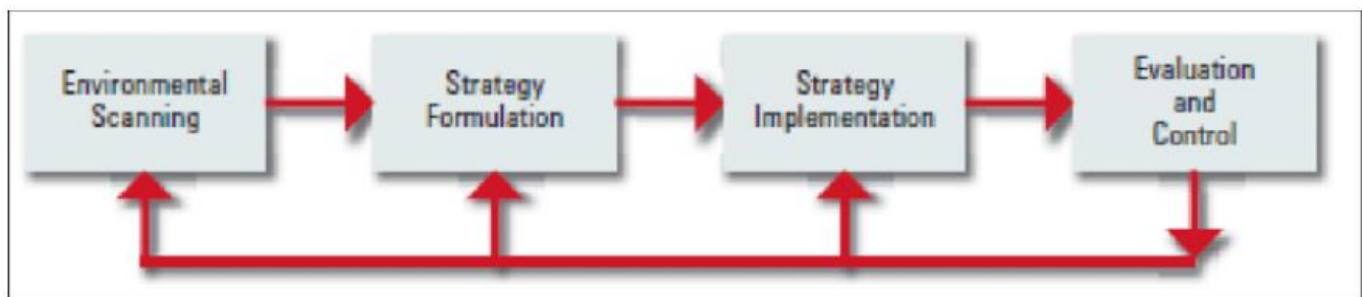 Environmental
Scanning
Strategy
Formulation
Strategy
Implementation
Evaluation
and
Control